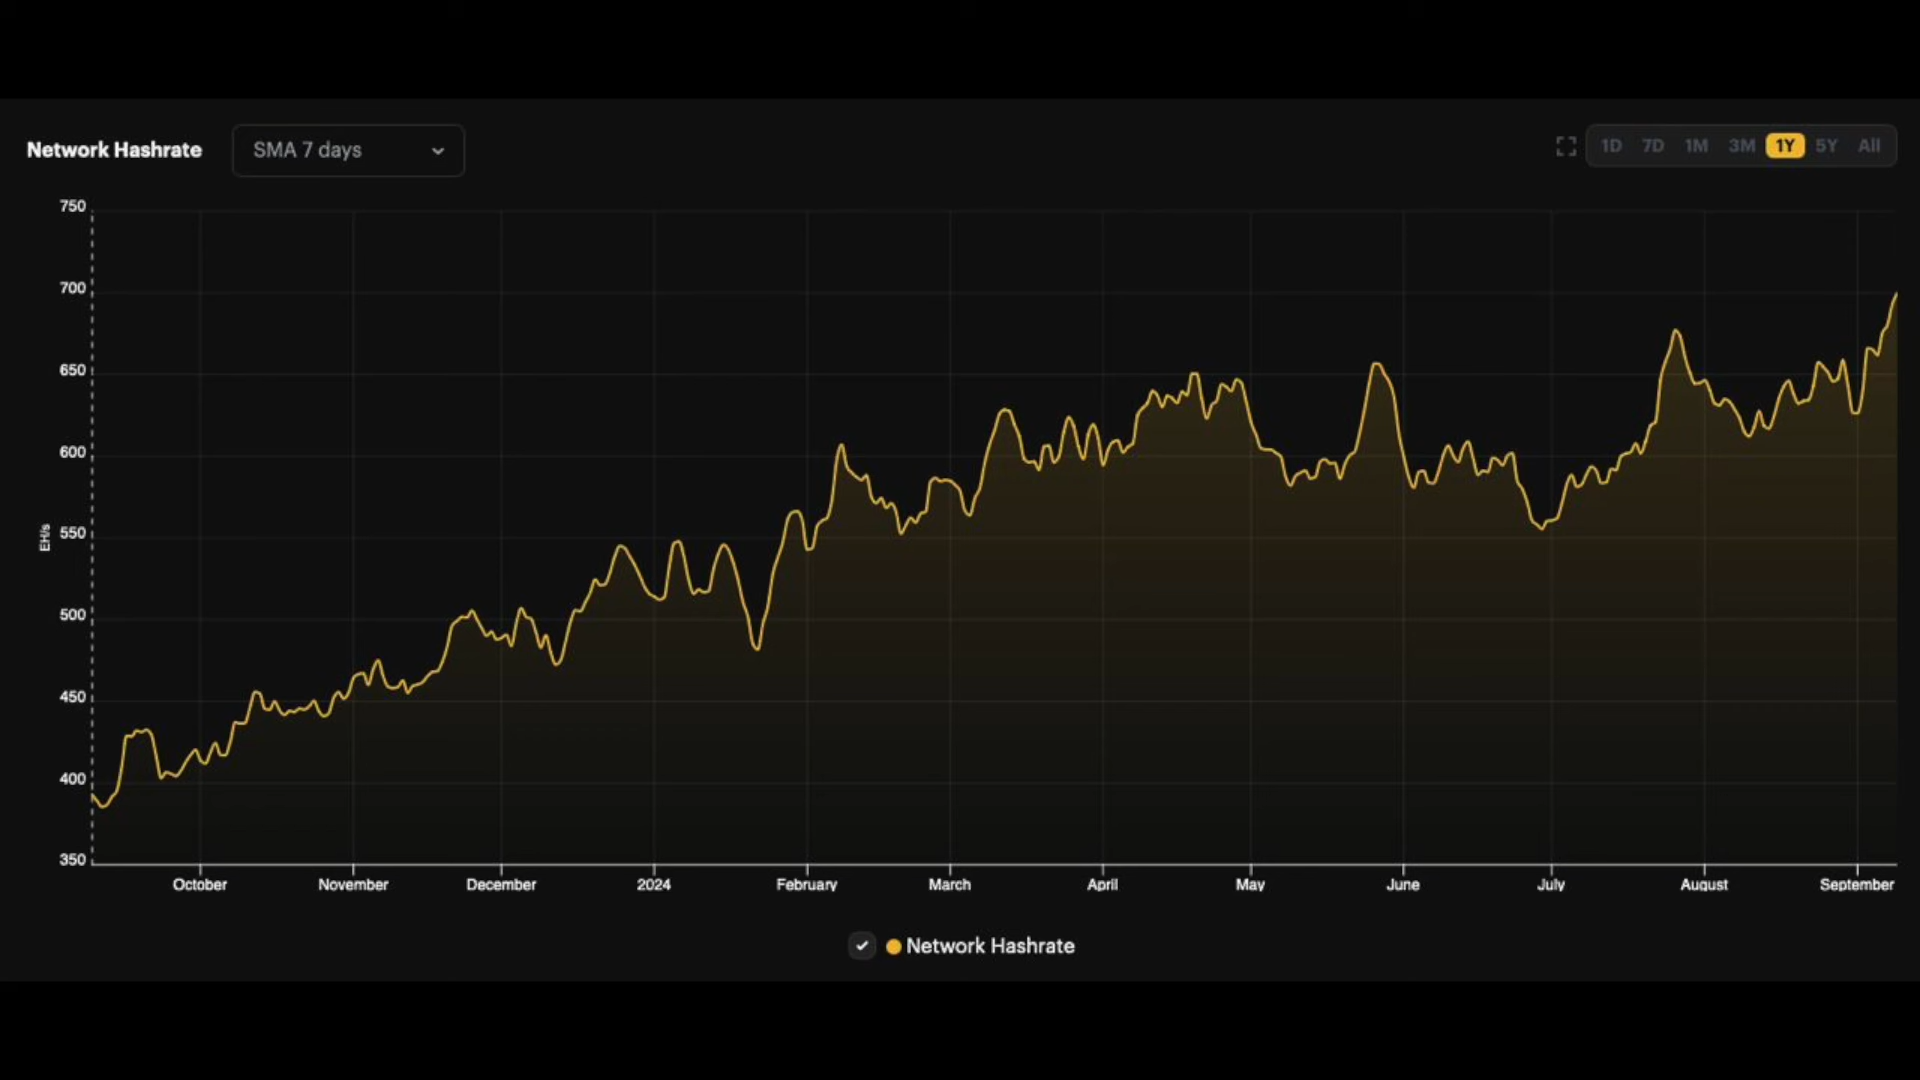 Network Hashrate
SMA 7 days
1D 7D 1M 3M 1Y 5Y All
750
700
650
600
550
500
450
400
350
EH/s
October November December 2024 February March April May June July August September
Network Hashrate